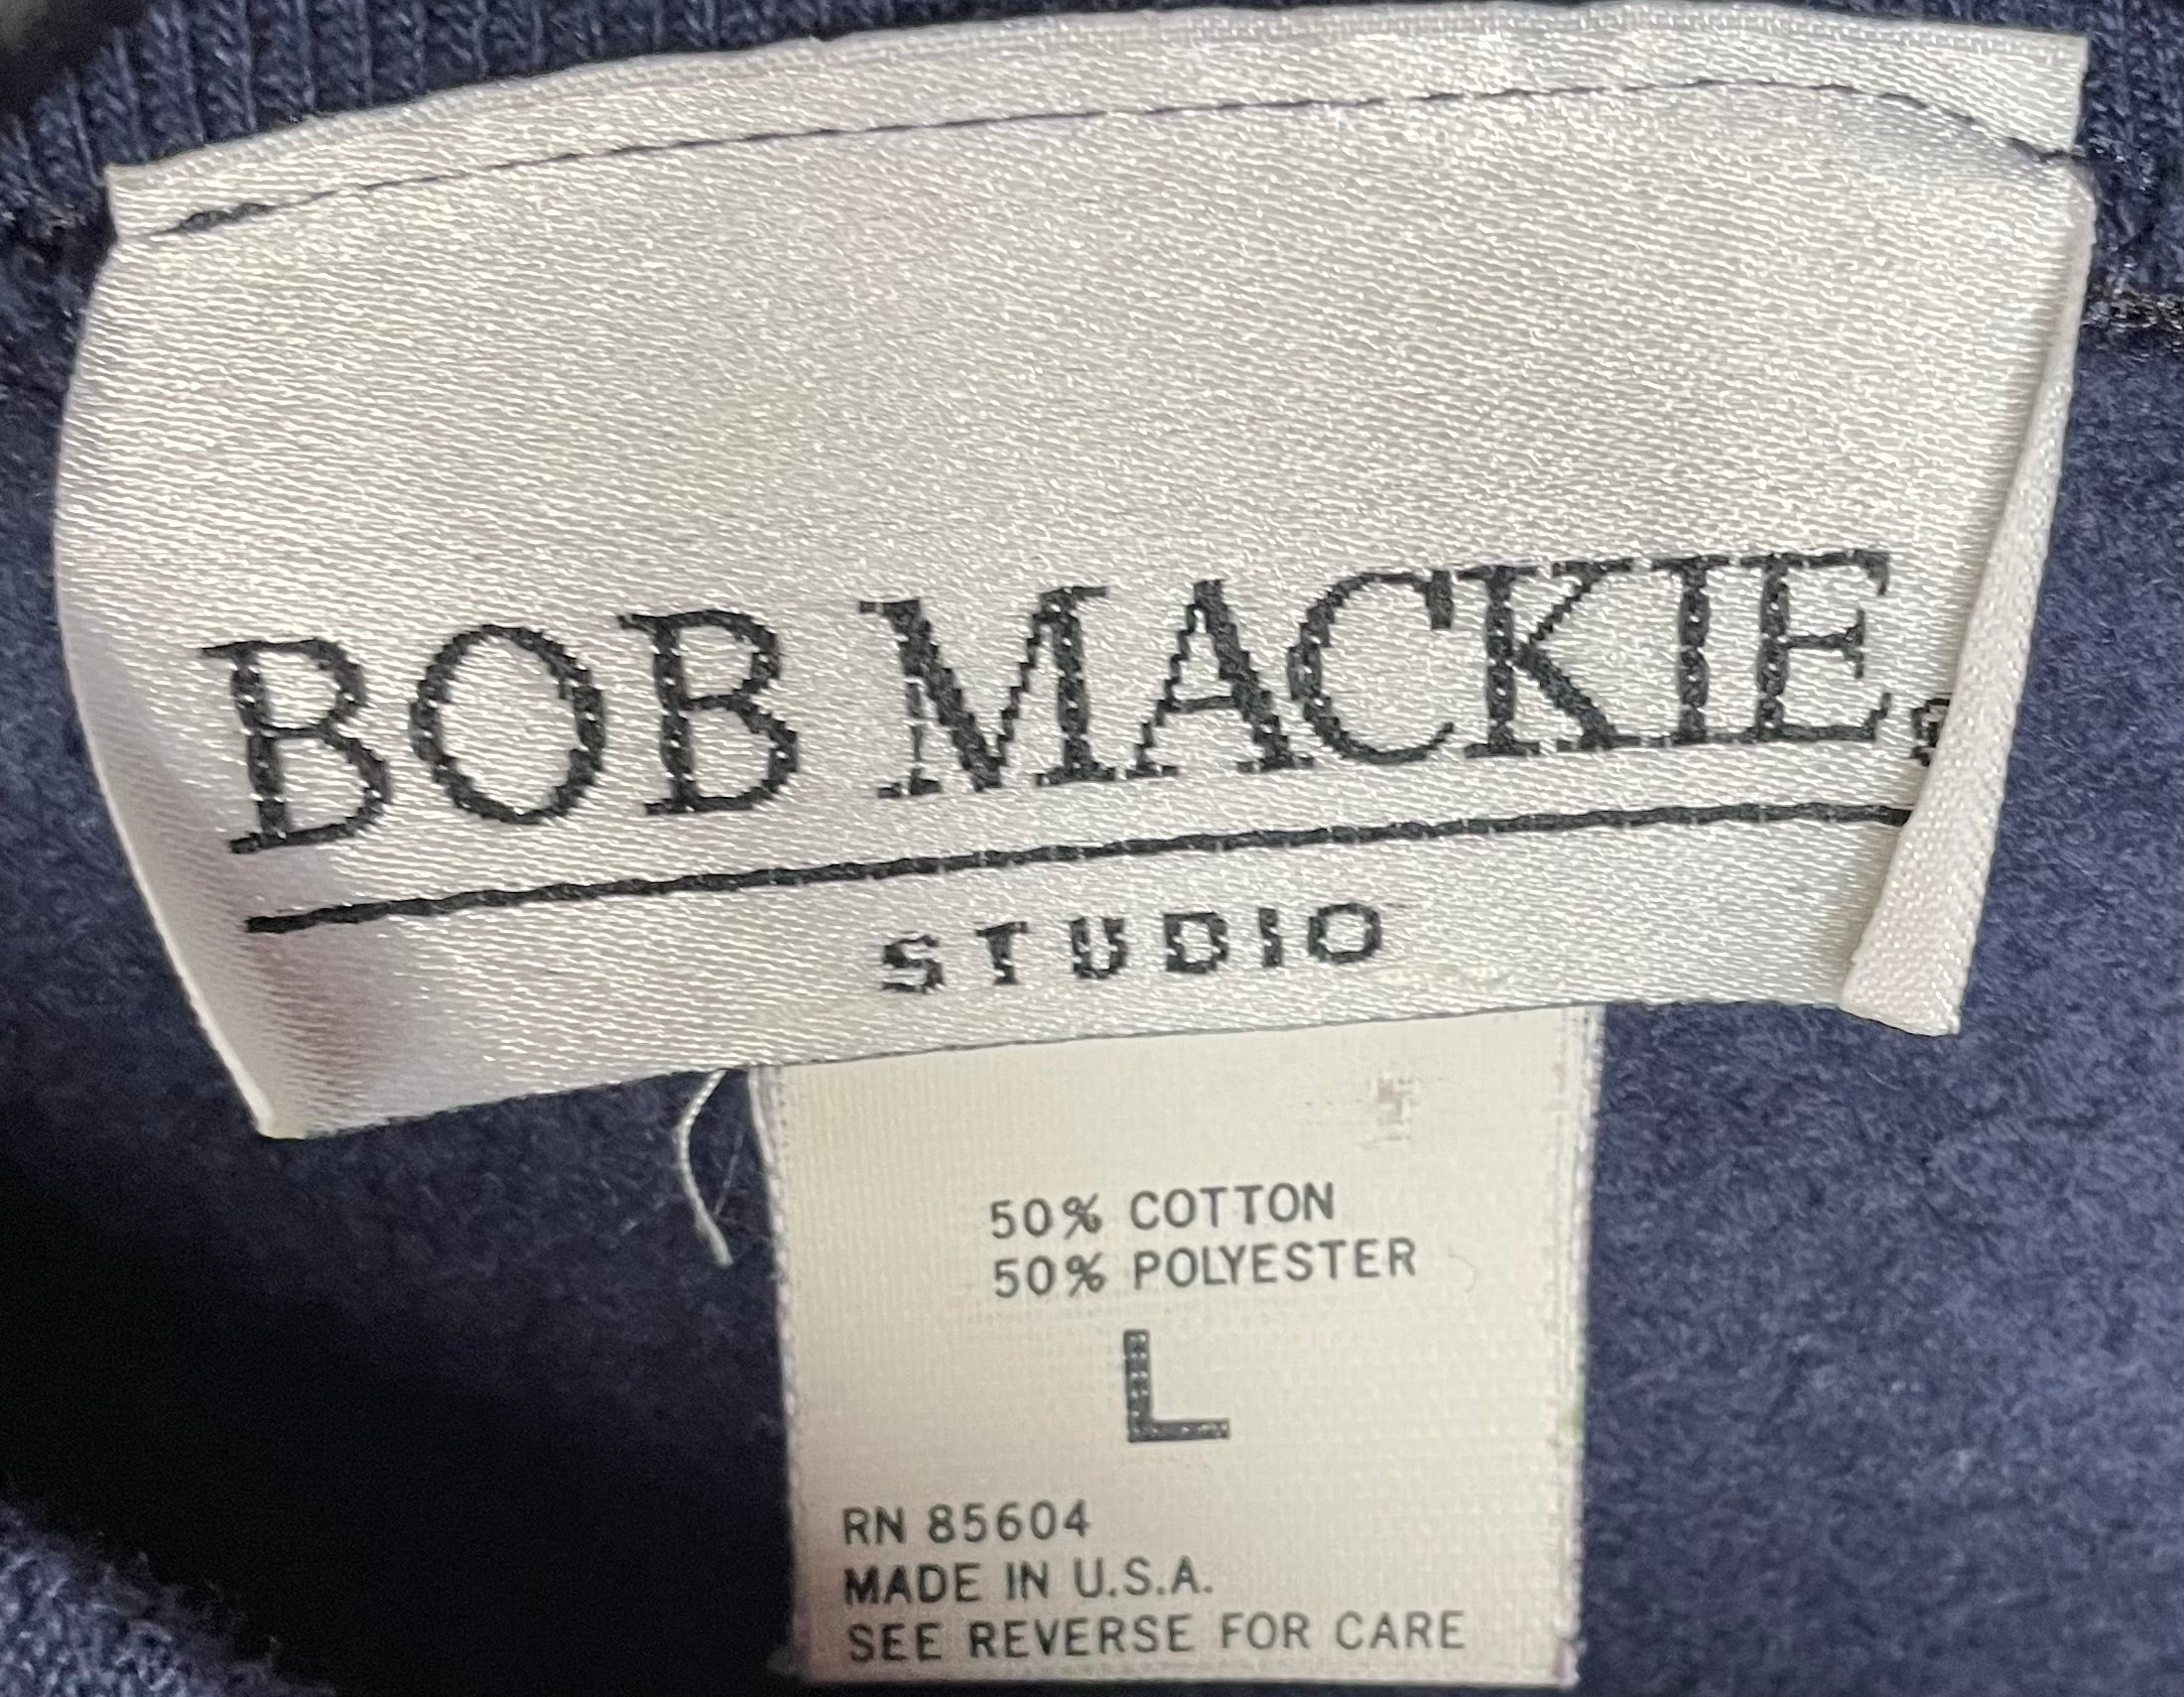 BOB MACKIE
STUDIO
50% COTTON
50% POLYESTER
L
RN 85604
MADE IN U.S.A.
SEE REVERSE FOR CARE